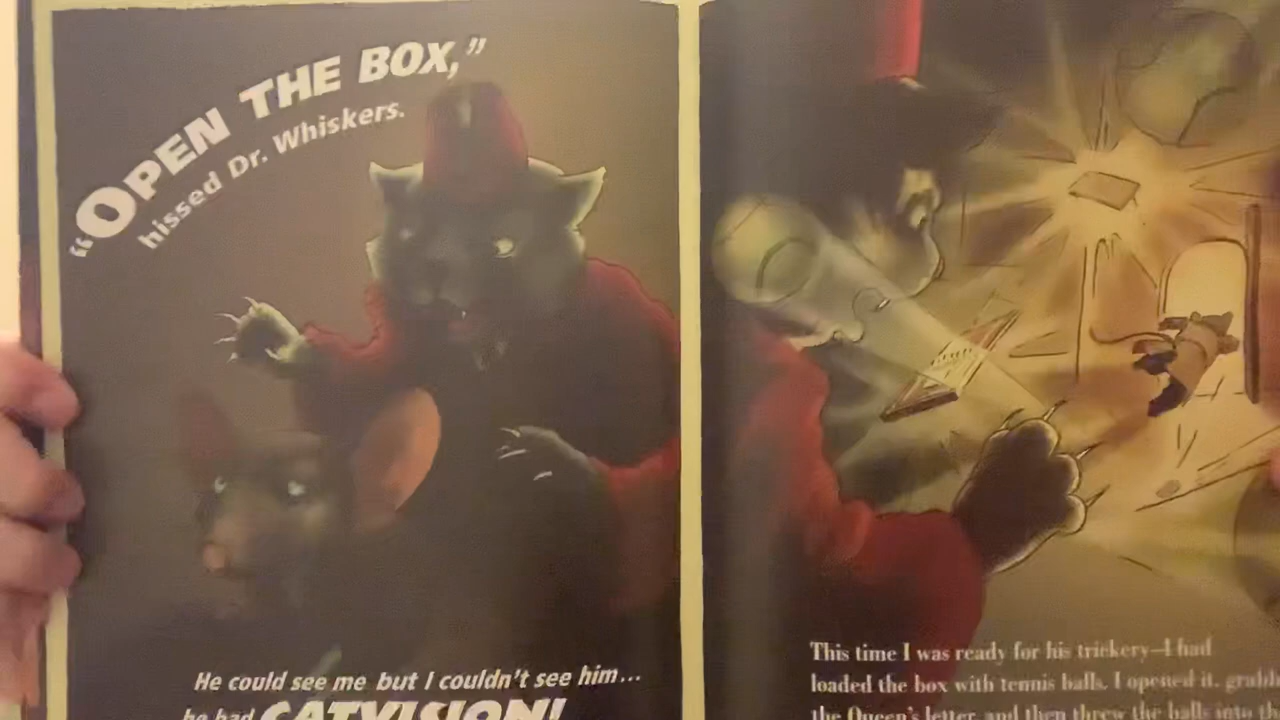 "OPEN THE BOX,"
hissed Dr. Whiskers.
He could see me but I couldn't see him...
he had CATVISION!
This time I was ready for his trickery—I had
loaded the box with tennis balls. I opened it,
the Queen's letter, and then threw the balls into